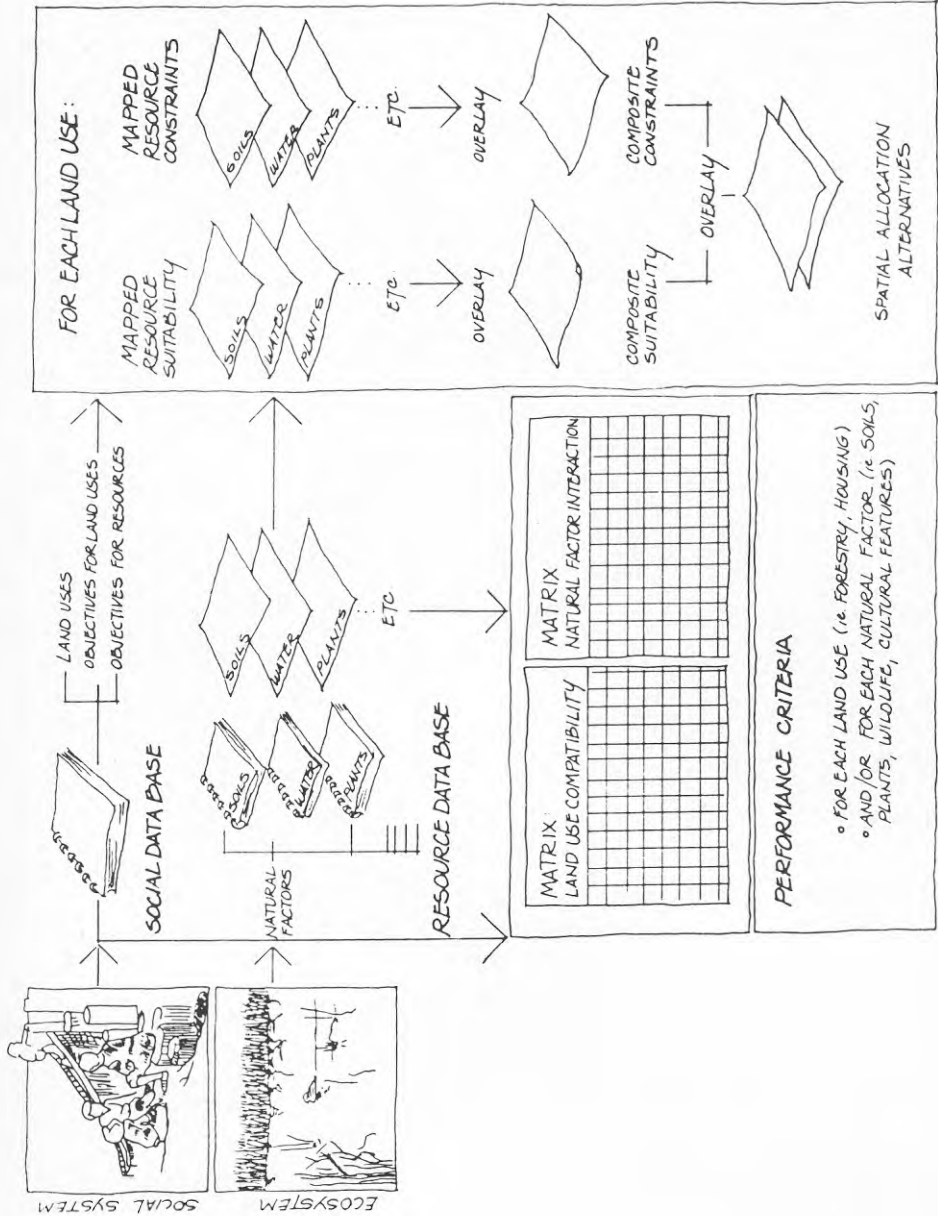 SOCIAL SYSTEM
ECOSYSTEM
SOCIAL DATA BASE
LAND USES
OBJECTIVES FOR LAND USES
OBJECTIVES FOR RESOURCES
NATURAL
FACTORS
SOILS
WATER
PLANTS
RESOURCE DATA BASE
SOILS
WATER
PLANTS
ETC
MATRIX:
LAND USE COMPATIBILITY
MATRIX
NATURAL FACTOR INTERACTION
PERFORMANCE CRITERIA
• FOR EACH LAND USE (ie FORESTRY, HOUSING)
• AND/OR FOR EACH NATURAL FACTOR (ie SOILS,
PLANTS, WILDLIFE, CULTURAL FEATURES)
FOR EACH LAND USE:
MAPPED
RESOURCE
SUITABILITY
SOILS
WATER
PLANTS
ETC
OVERLAY
COMPOSITE
SUITABILITY
MAPPED
RESOURCE
CONSTRAINTS
SOILS
WATER
PLANTS
ETC
OVERLAY
COMPOSITE
CONSTRAINTS
OVERLAY
SPATIAL ALLOCATION
ALTERNATIVES